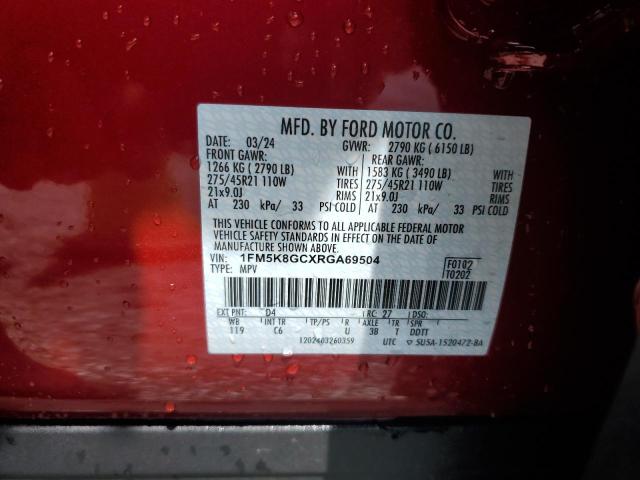 MFD. BY FORD MOTOR CO.
DATE: 03/24 GVWR: 2790 KG ( 6150 LB)
FRONT GAWR: REAR GAWR:
1266 KG ( 2790 LB) WITH 1583 KG ( 3490 LB) WITH
275/45R21 110W TIRES 275/45R21 110W TIRES
21x9.0J RIMS 21x9.0J RIMS
AT 230 kPa/ 33 PSI COLD AT 230 kPa/ 33 PSI COLD
THIS VEHICLE CONFORMS TO ALL APPLICABLE FEDERAL MOTOR
VEHICLE SAFETY STANDARDS IN EFFECT ON THE DATE OF
MANUFACTURE SHOWN ABOVE.
VIN: 1FM5K8GCXRGA69504 F0102
TYPE: MPV T0202
EXT PNT: D4 RC: 27 DSO:
WB INT TR TP/PS R AXLE TR SPR
119 C6 U 3B T DDTT
1202403260359 UTC 5U5A-1520472-BA